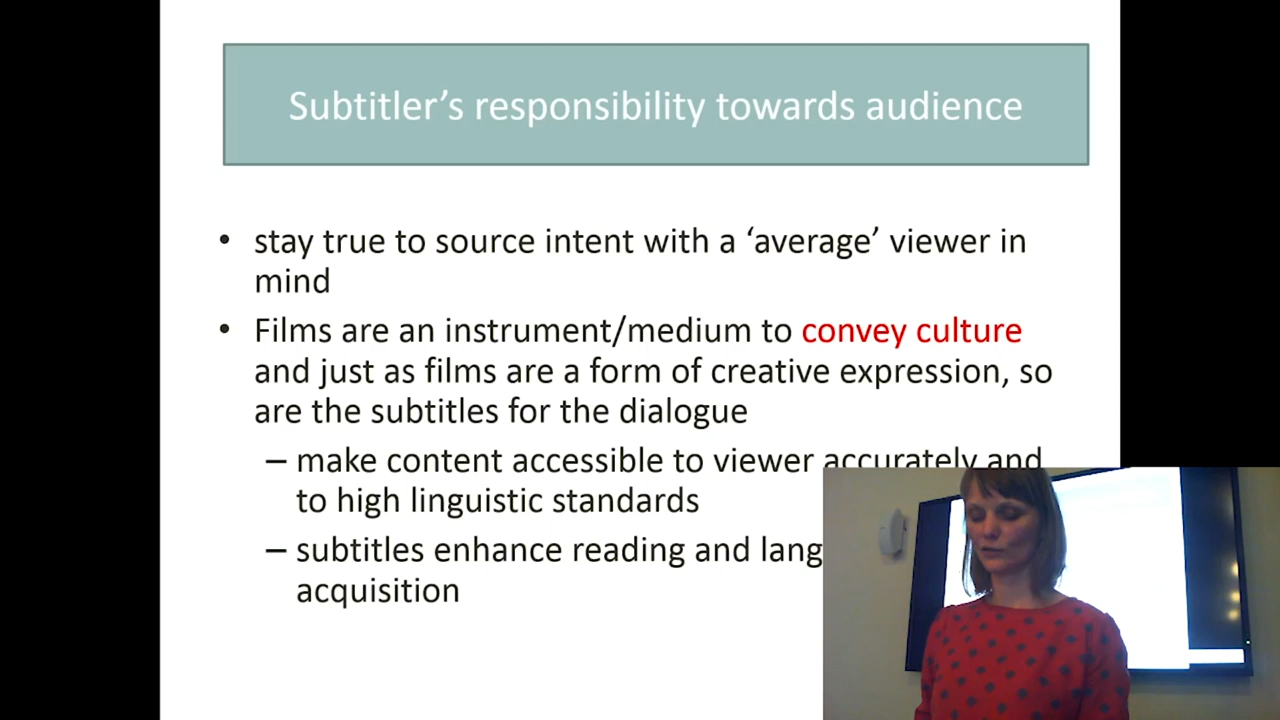 Subtitler’s responsibility towards audience
• stay true to source intent with a ‘average’ viewer in
mind
• Films are an instrument/medium to convey culture
and just as films are a form of creative expression, so
are the subtitles for the dialogue
– make content accessible to viewer accurately and
to high linguistic standards
– subtitles enhance reading and lang
acquisition